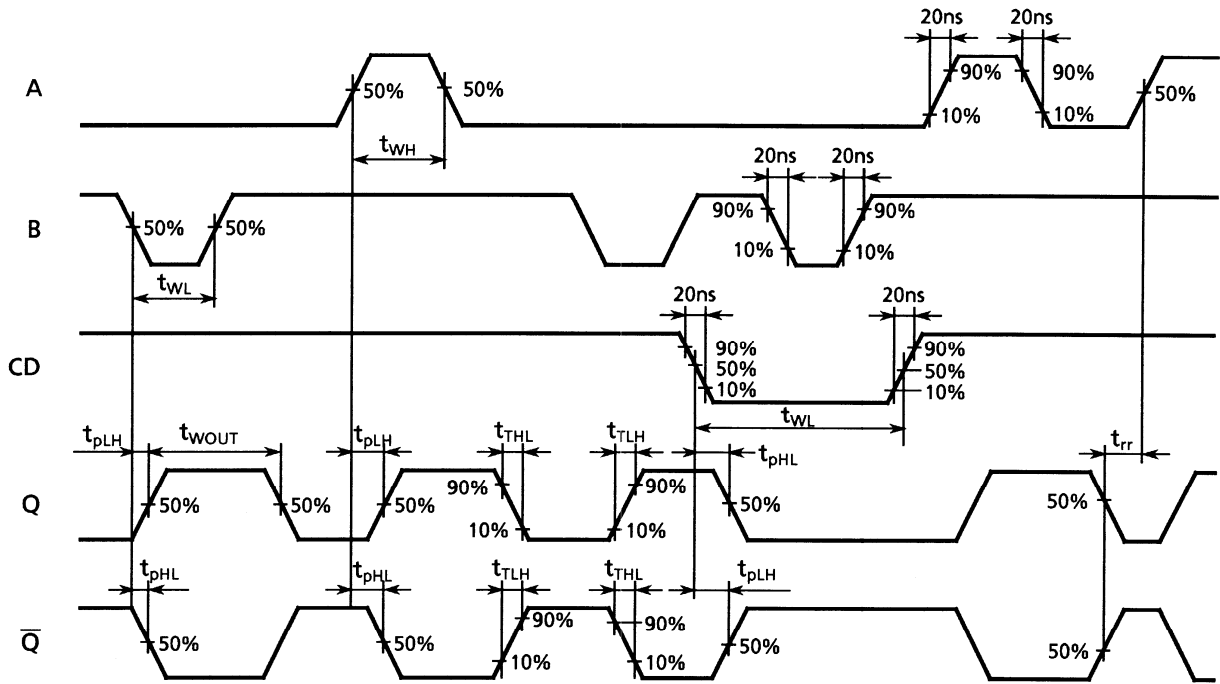 20ns 20ns
A 50% 50% 90% 90% 50%
10% 10%
tWH
20ns 20ns
B 50% 50% 90% 90%
10% 10%
tWL
20ns 20ns
CD 90% 90%
50% 50%
10% 10%
tWL
tpLH tWOUT tpLH tTHL tTLH tpHL trr
Q 50% 50% 50% 90% 90% 50% 50%
10% 10%
tpHL tpHL tTLH tTHL tpLH
Q̅ 50% 50% 90% 90% 50% 50%
10% 10%